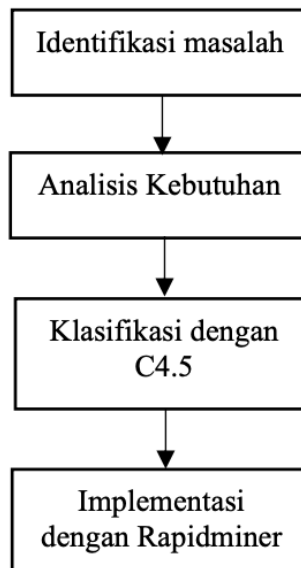 Identifikasi masalah
Analisis Kebutuhan
Klasifikasi dengan
C4.5
Implementasi
dengan Rapidminer